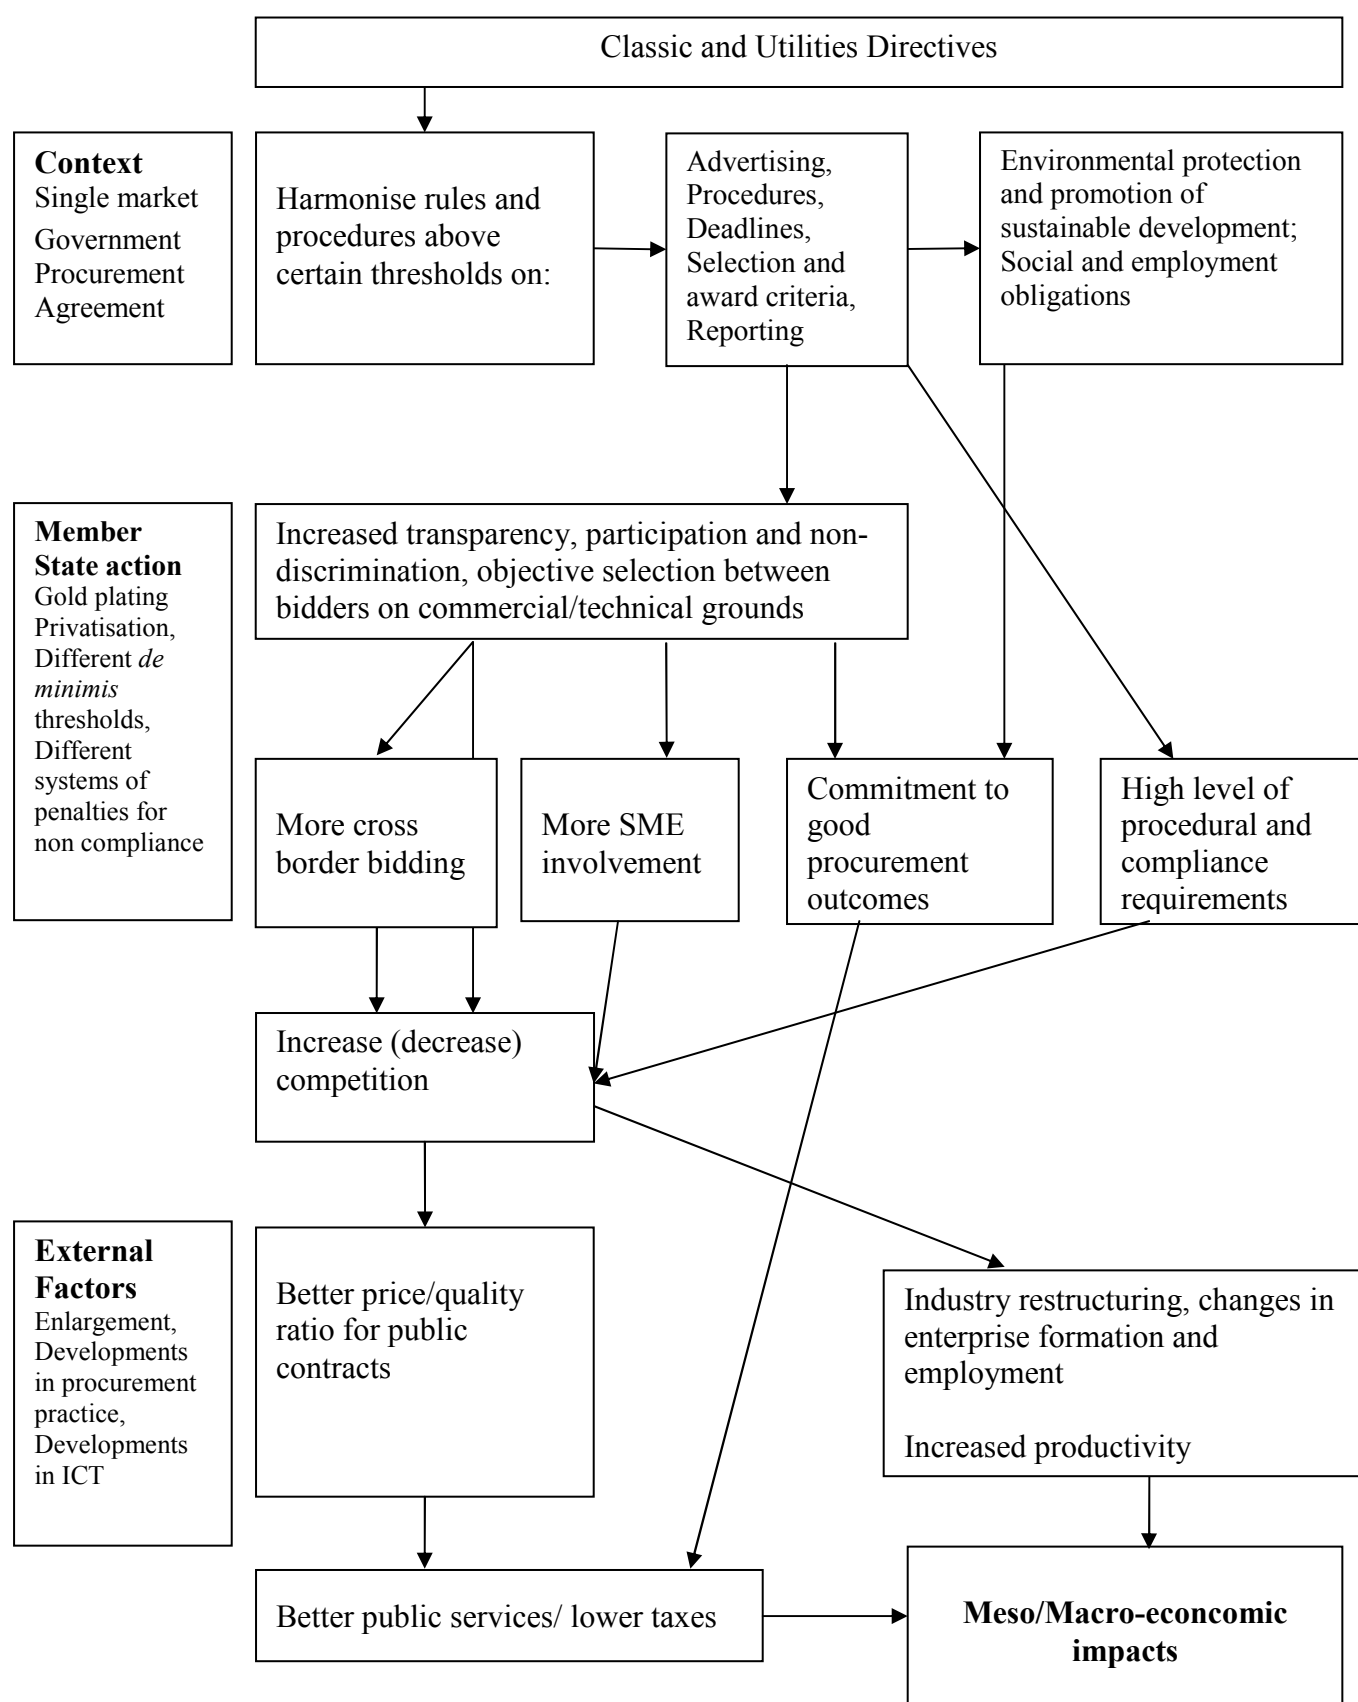 Classic and Utilities Directives
Context
Single market
Government
Procurement
Agreement
Harmonise rules and
procedures above
certain thresholds on:
Advertising,
Procedures,
Deadlines,
Selection and
award criteria,
Reporting
Environmental protection
and promotion of
sustainable development;
Social and employment
obligations
Member
State action
Gold plating
Privatisation,
Different de
minimis
thresholds,
Different
systems of
penalties for
non compliance
Increased transparency, participation and non-
discrimination, objective selection between
bidders on commercial/technical grounds
More cross
border bidding
More SME
involvement
Commitment to
good
procurement
outcomes
High level of
procedural and
compliance
requirements
Increase (decrease)
competition
External
Factors
Enlargement,
Developments
in procurement
practice,
Developments
in ICT
Better price/quality
ratio for public
contracts
Industry restructuring, changes in
enterprise formation and
employment
Increased productivity
Better public services/ lower taxes
Meso/Macro-econcomic
impacts